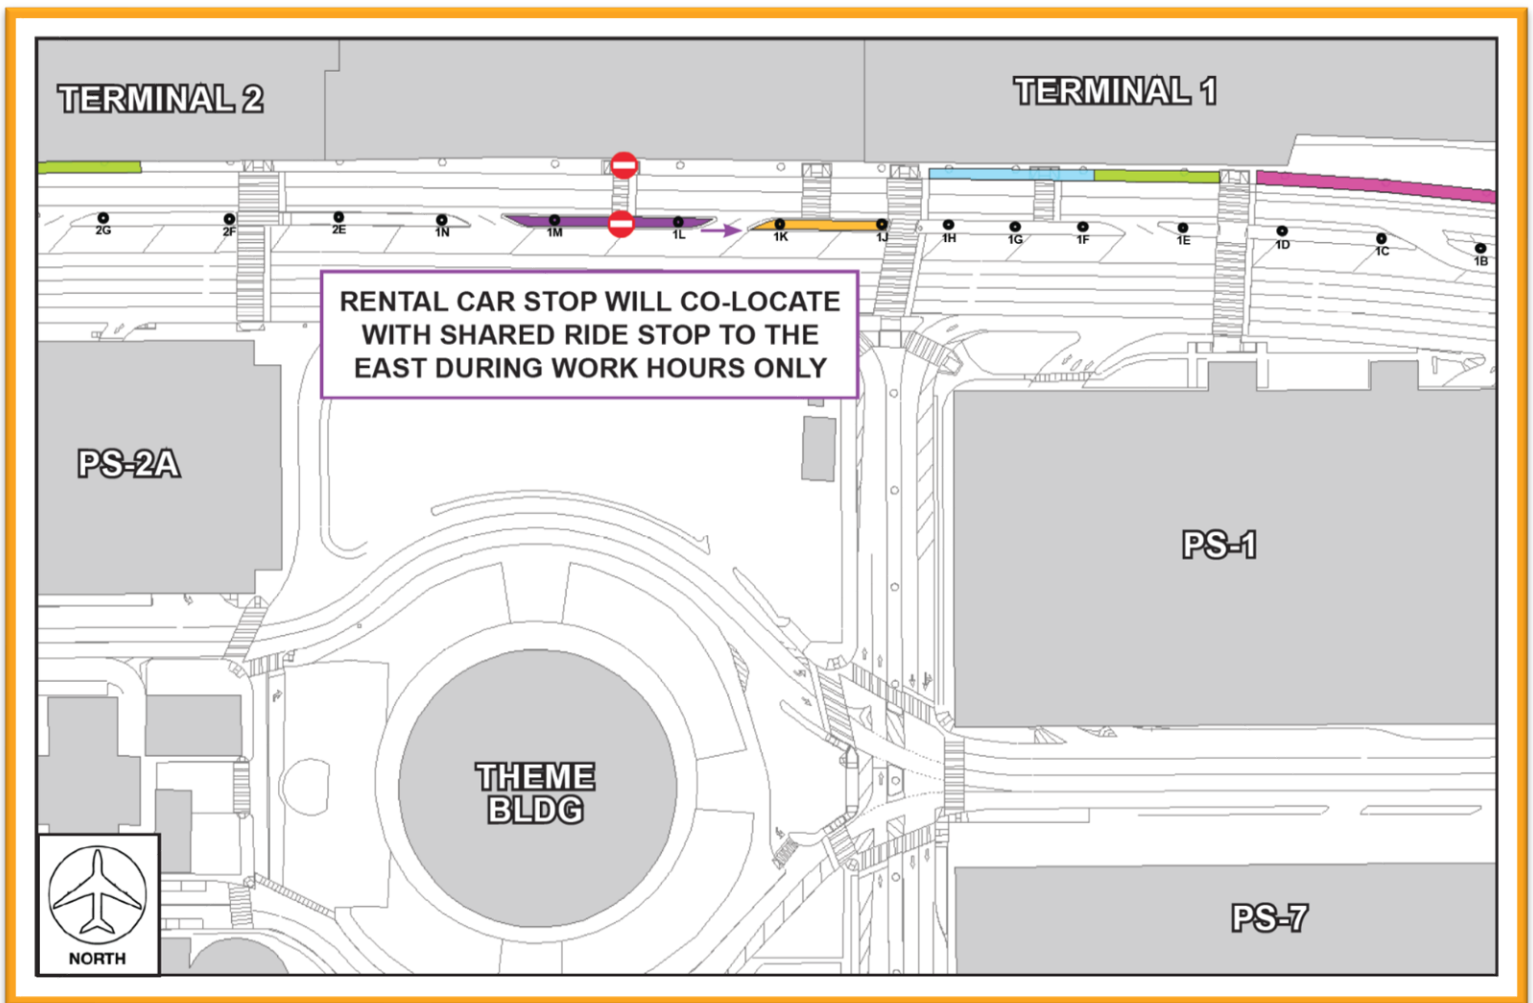 TERMINAL 2
TERMINAL 1
2G
2F
2E
1N
1M
1L
1K
1J
1H
1G
1F
1E
1D
1C
1B
RENTAL CAR STOP WILL CO-LOCATE
WITH SHARED RIDE STOP TO THE
EAST DURING WORK HOURS ONLY
PS-2A
PS-1
THEME
BLDG
PS-7
NORTH